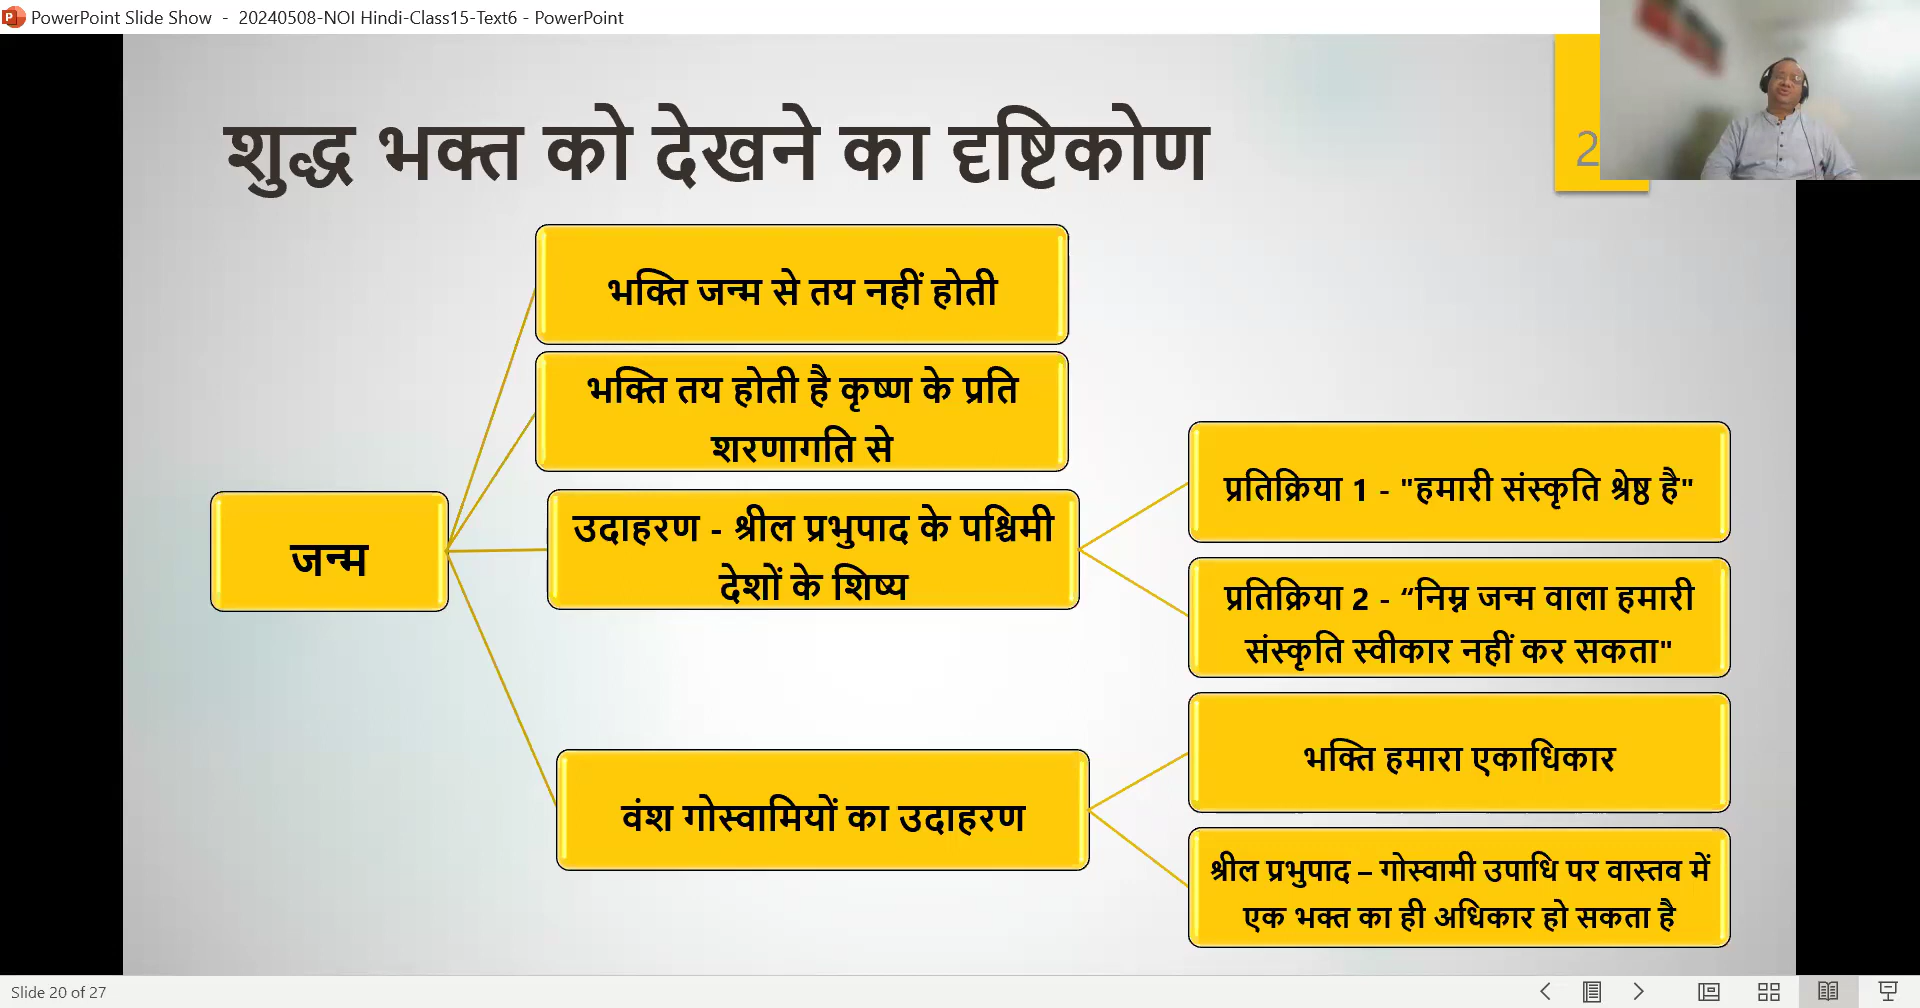 PowerPoint Slide Show - 20240508-NOI Hindi-Class15-Text6 - PowerPoint
शुद्ध भक्त को देखने का दृष्टिकोण
2
भक्ति जन्म से तय नहीं होती
भक्ति तय होती है कृष्ण के प्रति
शरणागति से
जन्म
उदाहरण - श्रील प्रभुपाद के पश्चिमी
देशों के शिष्य
प्रतिक्रिया 1 - "हमारी संस्कृति श्रेष्ठ है"
प्रतिक्रिया 2 - “निम्न जन्म वाला हमारी
संस्कृति स्वीकार नहीं कर सकता"
वंश गोस्वामियों का उदाहरण
भक्ति हमारा एकाधिकार
श्रील प्रभुपाद – गोस्वामी उपाधि पर वास्तव में
एक भक्त का ही अधिकार हो सकता है
Slide 20 of 27